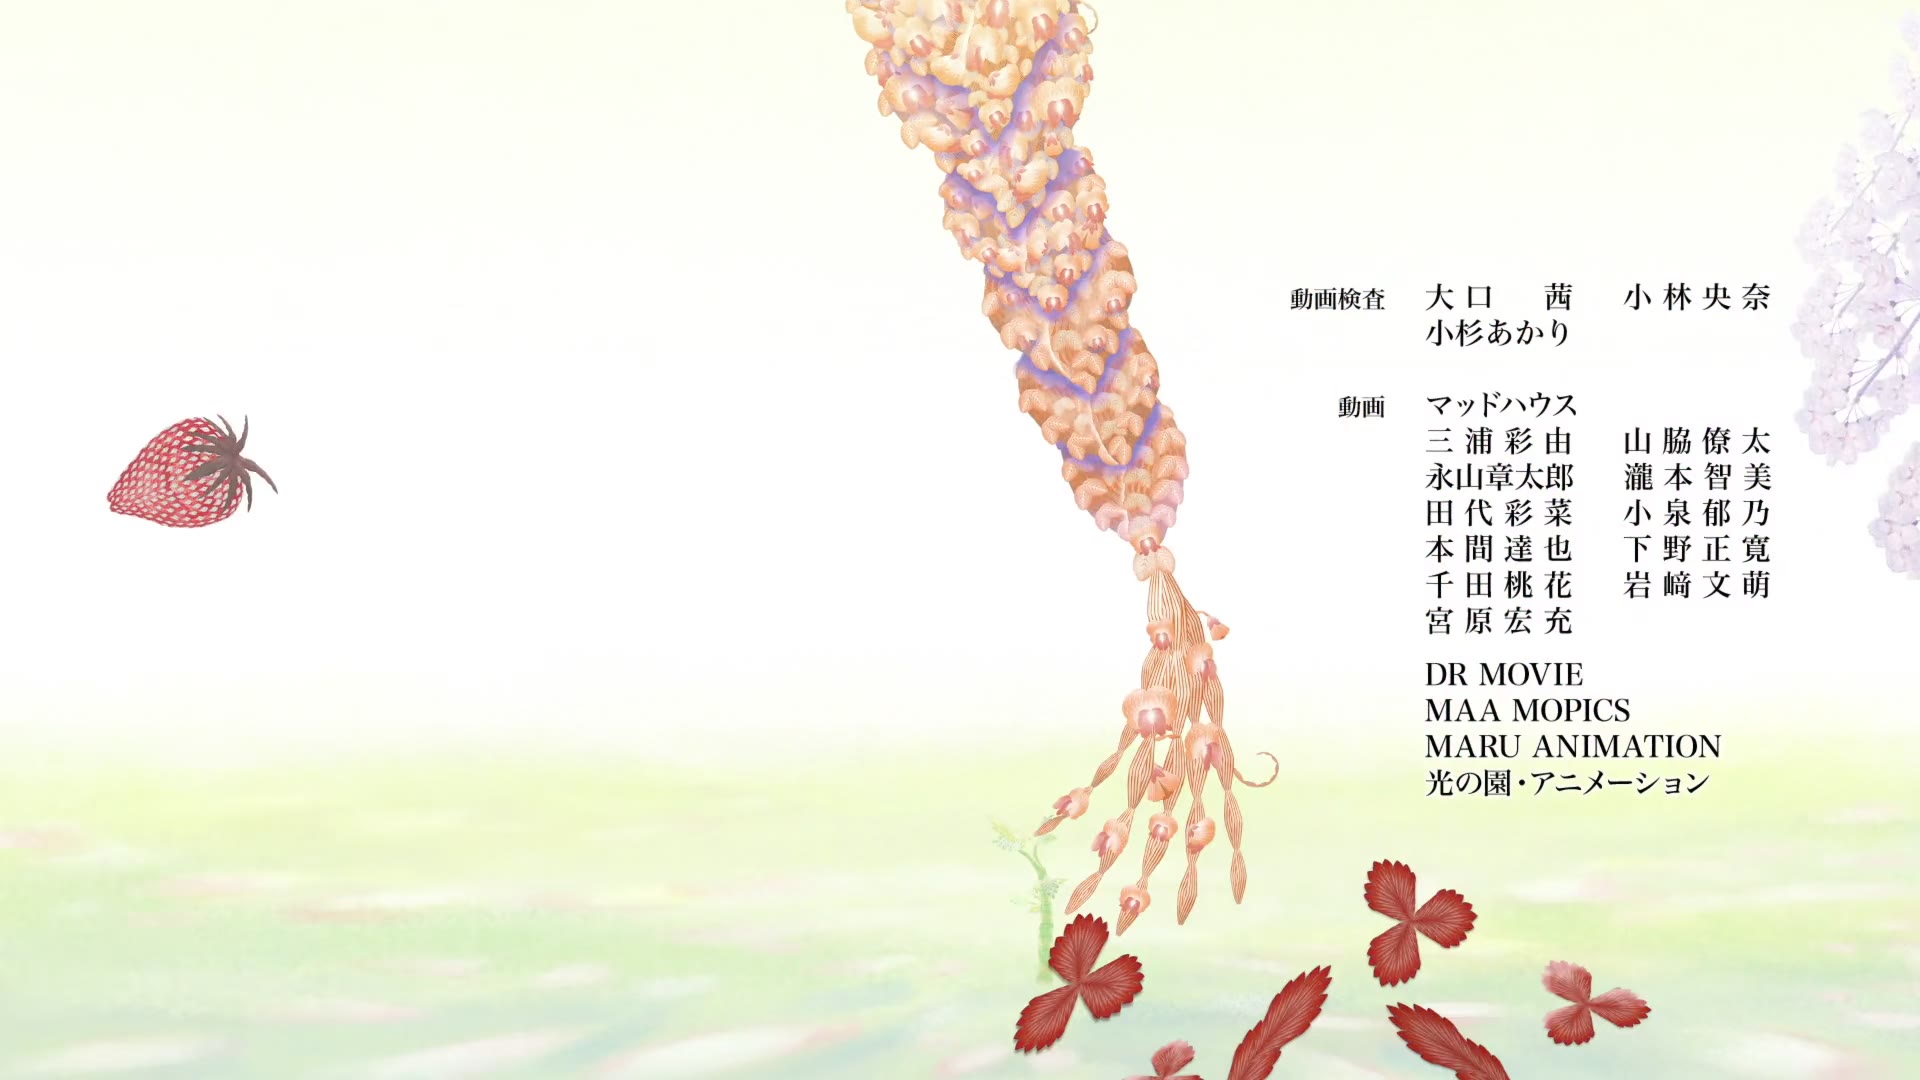 動画検査 大口 茜 小林央奈
小杉あかり
動画 マッドハウス
三浦彩由 山脇僚太
永山章太郎 瀧本智美
田代彩菜 小泉郁乃
本間達也 下野正寛
千田桃花 岩﨑文萌
宮原宏充
DR MOVIE
MAA MOPICS
MARU ANIMATION
光の園・アニメーション